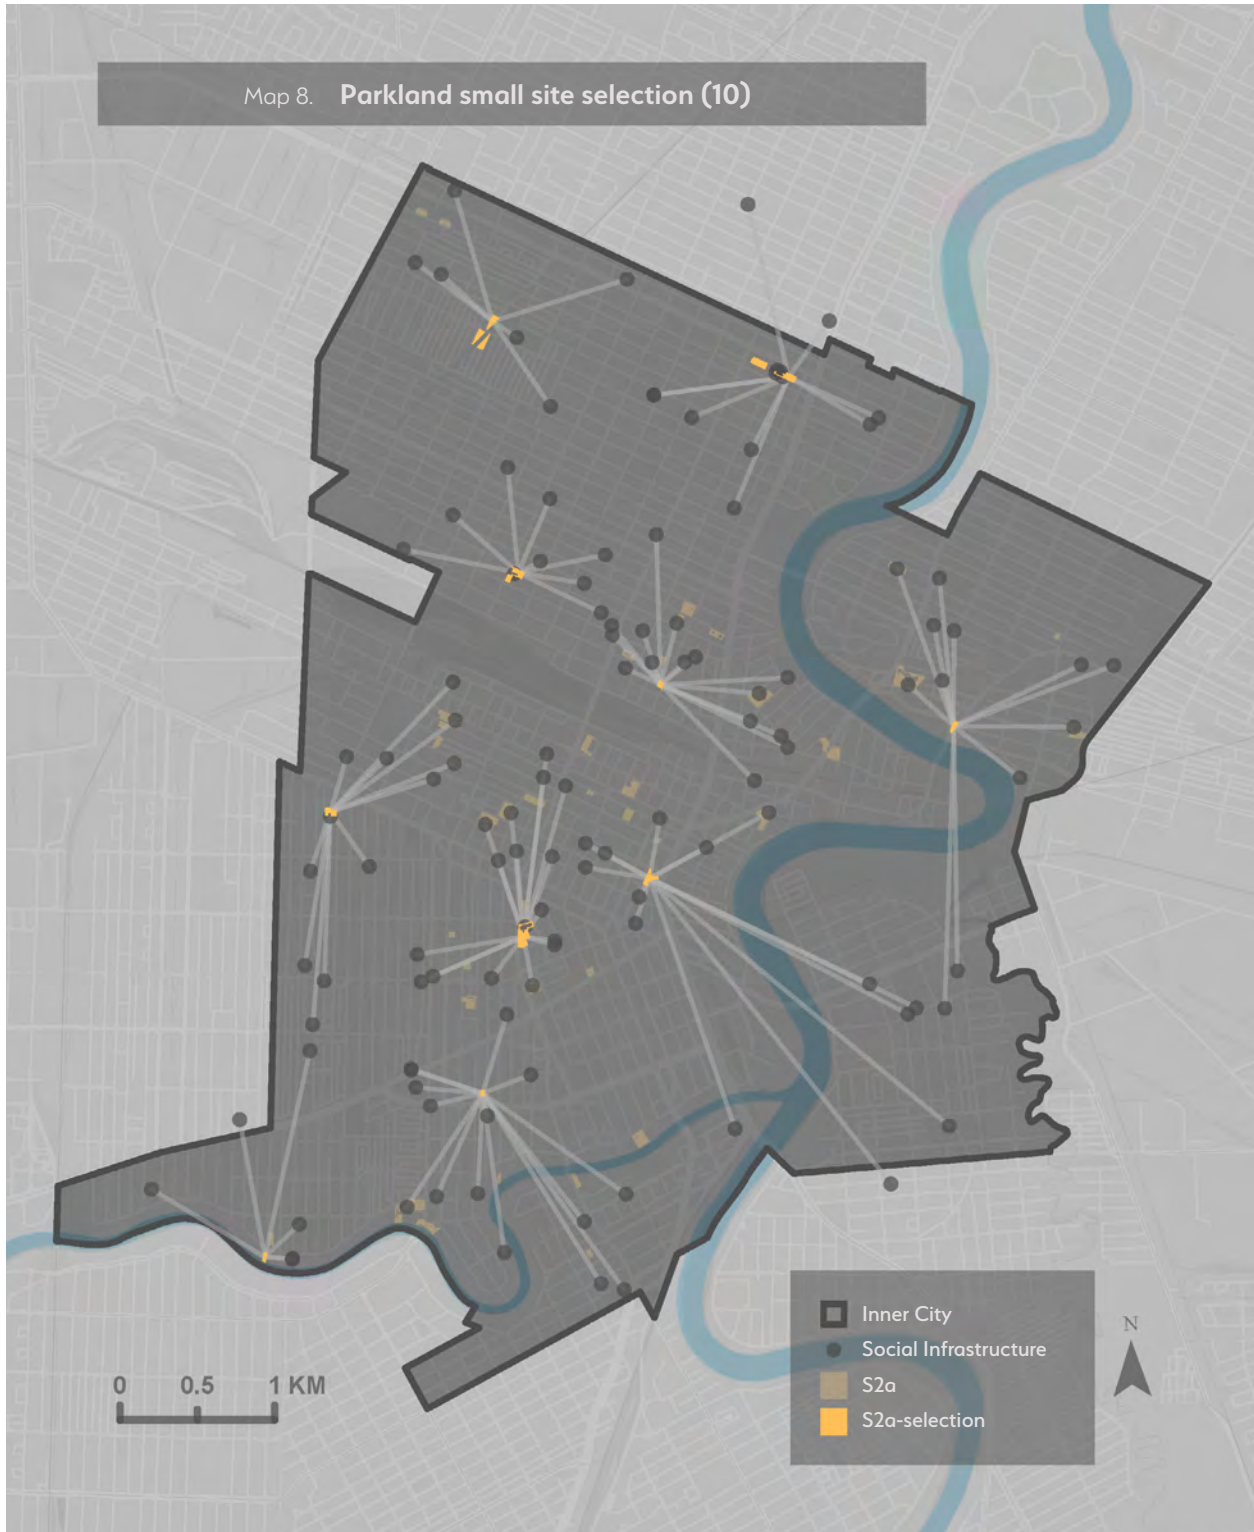 Map 8. Parkland small site selection (10)
Inner City
Social Infrastructure
S2a
S2a-selection
N
0 0.5 1 KM